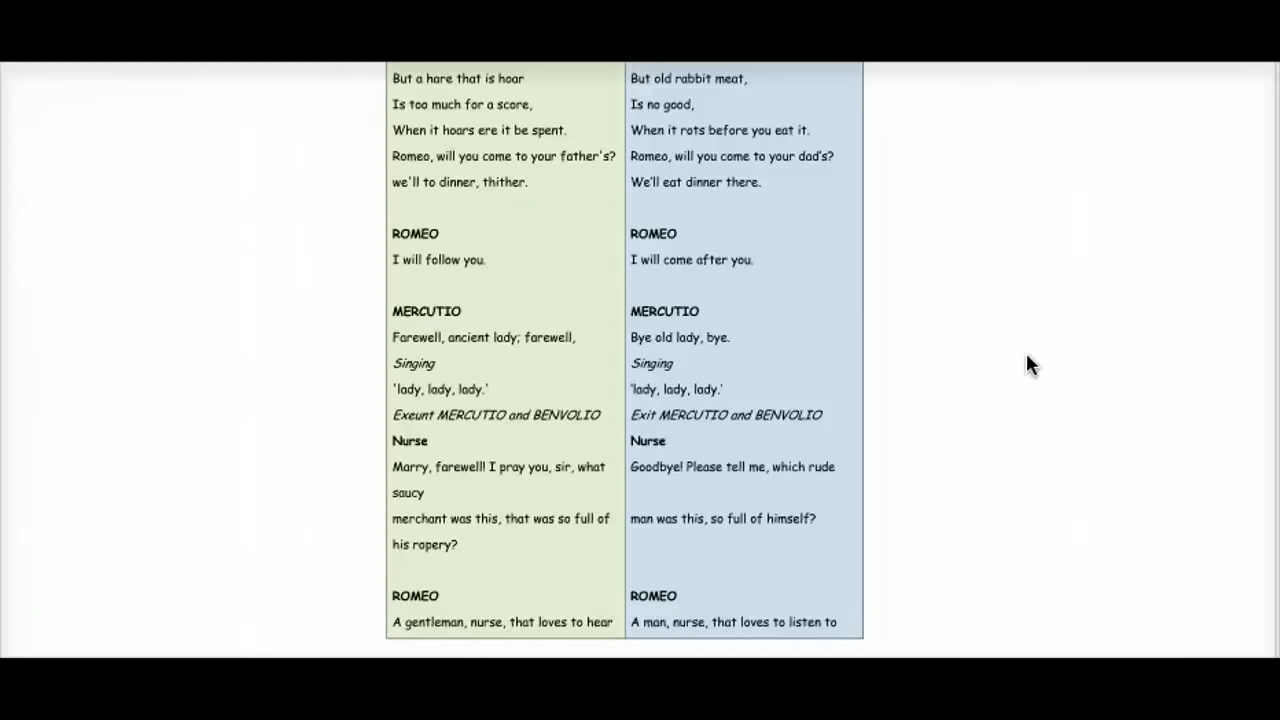 But a hare that is hoar
Is too much for a score,
When it hoars ere it be spent.
Romeo, will you come to your father's?
we'll to dinner, thither.
ROMEO
I will follow you.
MERCUTIO
Farewell, ancient lady; farewell,
Singing
'lady, lady, lady.'
Exeunt MERCUTIO and BENVOLIO
Nurse
Marry, farewell! I pray you, sir, what
saucy
merchant was this, that was so full of
his ropery?
ROMEO
A gentleman, nurse, that loves to hear
But old rabbit meat,
Is no good,
When it rots before you eat it.
Romeo, will you come to your dad's?
We'll eat dinner there.
ROMEO
I will come after you.
MERCUTIO
Bye old lady, bye.
Singing
'lady, lady, lady.'
Exit MERCUTIO and BENVOLIO
Nurse
Goodbye! Please tell me, which rude
man was this, so full of himself?
ROMEO
A man, nurse, that loves to listen to